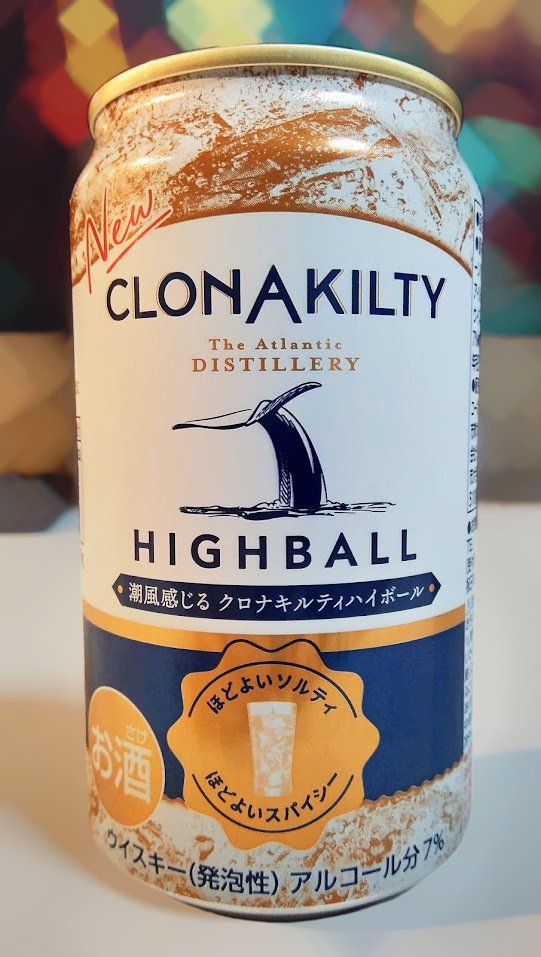 New
CLONAKILTY
The Atlantic
DISTILLERY
HIGHBALL
潮風感じる クロナキルティハイボール
ほどよいソルティ
さけ
お酒
ほどよいスパイシー
ウイスキー(発泡性) アルコール分7%